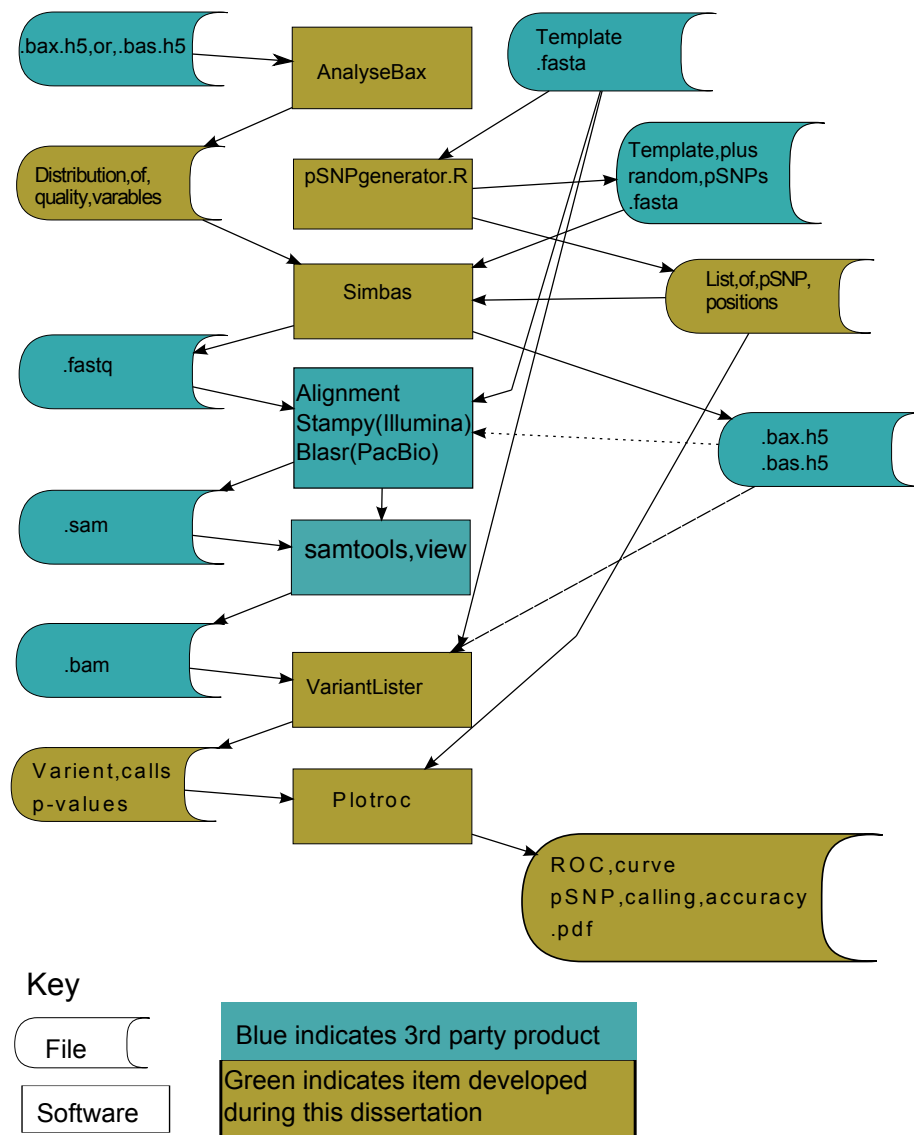 .bax.h5,or,.bas.h5
AnalyseBax
Template
.fasta
Distribution,of,
quality,varables
pSNPgenerator.R
Template,plus
random,pSNPs
.fasta
Simbas
List,of,pSNP,
positions
.fastq
Alignment
Stampy(Illumina)
Blasr(PacBio)
.bax.h5
.bas.h5
.sam
samtools,view
.bam
VariantLister
Varient,calls
p-values
Plotroc
ROC,curve
pSNP,calling,accuracy
.pdf
Key
File
Software
Blue indicates 3rd party product
Green indicates item developed
during this dissertation